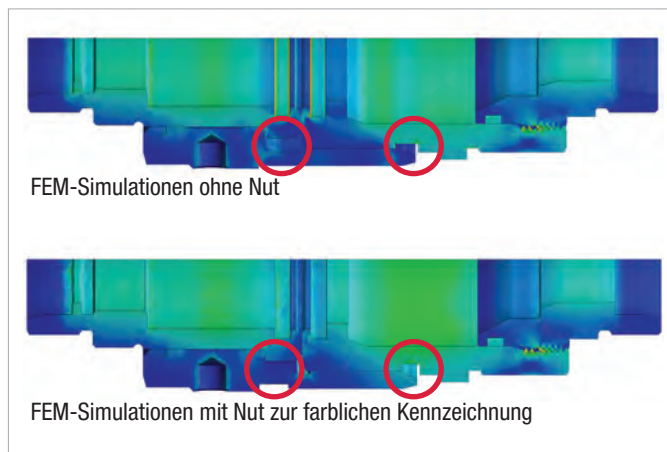 FEM-Simulationen ohne Nut
FEM-Simulationen mit Nut zur farblichen Kennzeichnung